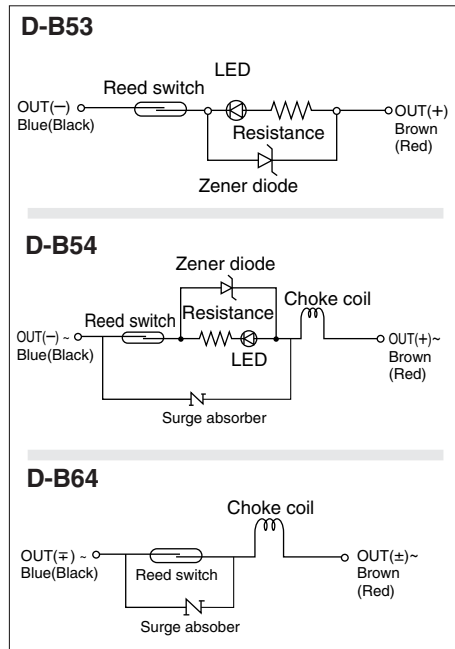 D-B53
LED
Reed switch
OUT(−)
Blue(Black)
OUT(+)
Brown
(Red)
Resistance
Zener diode
D-B54
Zener diode
Choke coil
Resistance
Reed switch
OUT(−) ~
Blue(Black)
LED
OUT(+)~
Brown
(Red)
Surge absorber
D-B64
Choke coil
OUT(∓) ~
Blue(Black)
Reed switch
OUT(±)~
Brown
(Red)
Surge absober